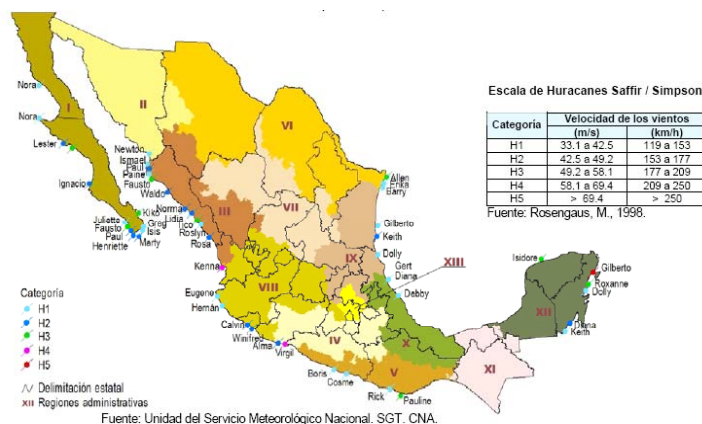 Escala de Huracanes Saffir / Simpson
Categoría
Velocidad de los vientos
(m/s) (km/h)
H1 33.1 a 42.5 119 a 153
H2 42.5 a 49.2 153 a 177
H3 49.2 a 58.1 177 a 209
H4 58.1 a 69.4 209 a 250
H5 > 69.4 > 250
Fuente: Rosengaus, M., 1998.
Nora
I
II
VI
Nora
Lester
Newton
Ismael
Paul
Paine
Fausto
Ignacio
Waldo
Allen
Erika
Barry
Kiko
Juliette
Fausto
Paul
Henriette
Greg
Isis
Marty
Norma
Lidia
Tico
Roslyn
Rosa
III
VII
Gilberto
Keith
Dolly
Kenna
IX
Gert
Diana
XIII
Debby
Isidore
Gilberto
Roxanne
Dolly
XII
Diana
Keith
Eugene
Hernán
VIII
Calvin
Winifred
Alma
Virgil
IV
X
Boris
Cosme
V
XI
Rick
Pauline
Categoría
H1
H2
H3
H4
H5
Delimitación estatal
XII Regiones administrativas
Fuente: Unidad del Servicio Meteorológico Nacional. SGT. CNA.